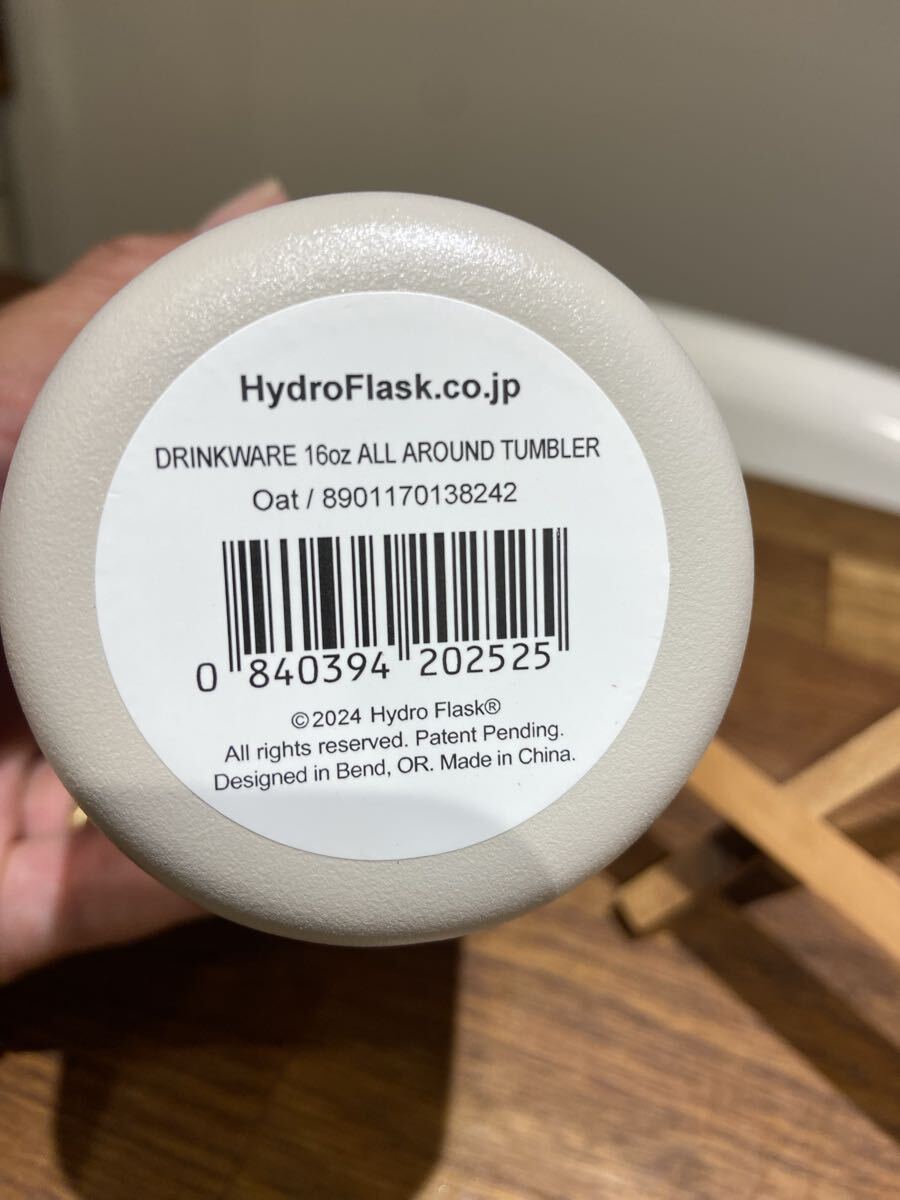 HydroFlask.co.jp
DRINKWARE 16oz ALL AROUND TUMBLER
Oat / 8901170138242
0 840394 202525
©2024 Hydro Flask®
All rights reserved. Patent Pending.
Designed in Bend, OR. Made in China.